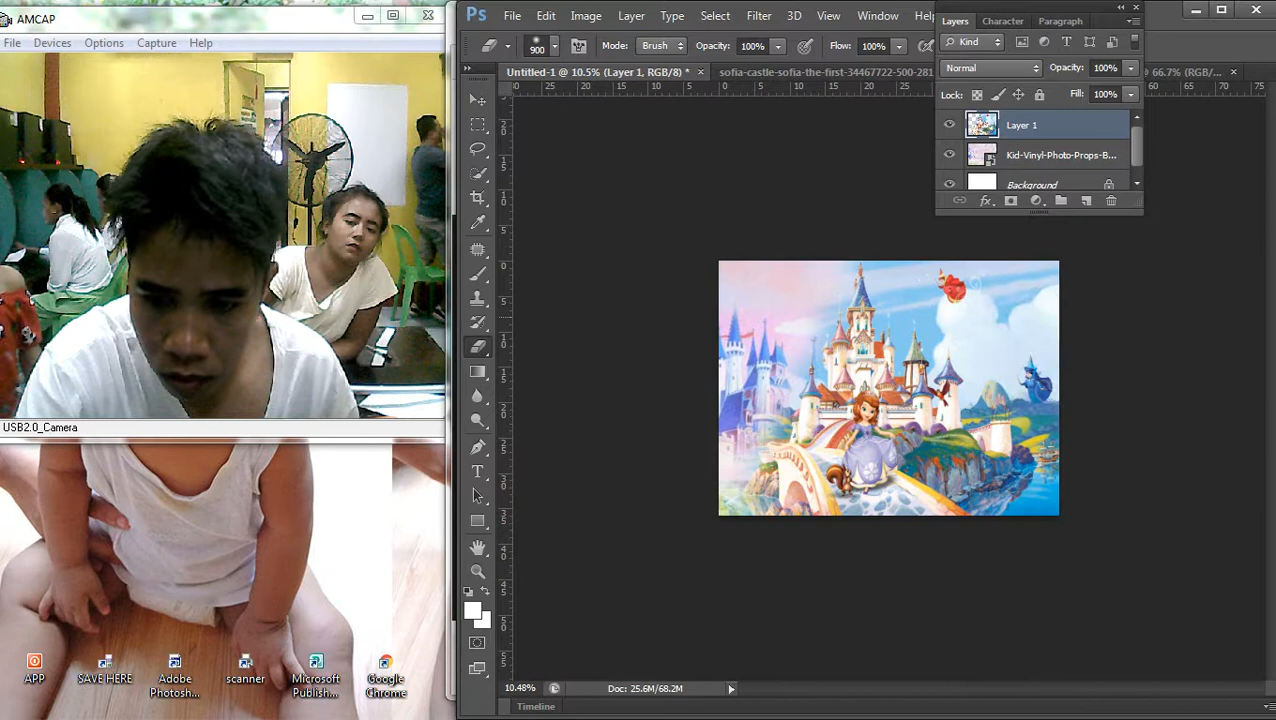 AMCAP
File Devices Options Capture Help
USB2.0_Camera
APP
SAVE HERE
Adobe
Photosh...
scanner
Microsoft
Publish...
Google
Chrome
Ps File Edit Image Layer Type Select Filter 3D View Window Help
900 Mode: Brush Opacity: 100% Flow: 100%
Untitled-1 @ 10.5% (Layer 1, RGB/8) * × sofia-castle-sofia-the-first-34467722-500-281 @ 66.7% (RGB/... ×
Layers Character Paragraph
Kind
Normal Opacity: 100%
Lock: Fill: 100%
Layer 1
Kid-Vinyl-Photo-Props-B...
Background
fx
10.48% Doc: 25.6M/68.2M
Timeline